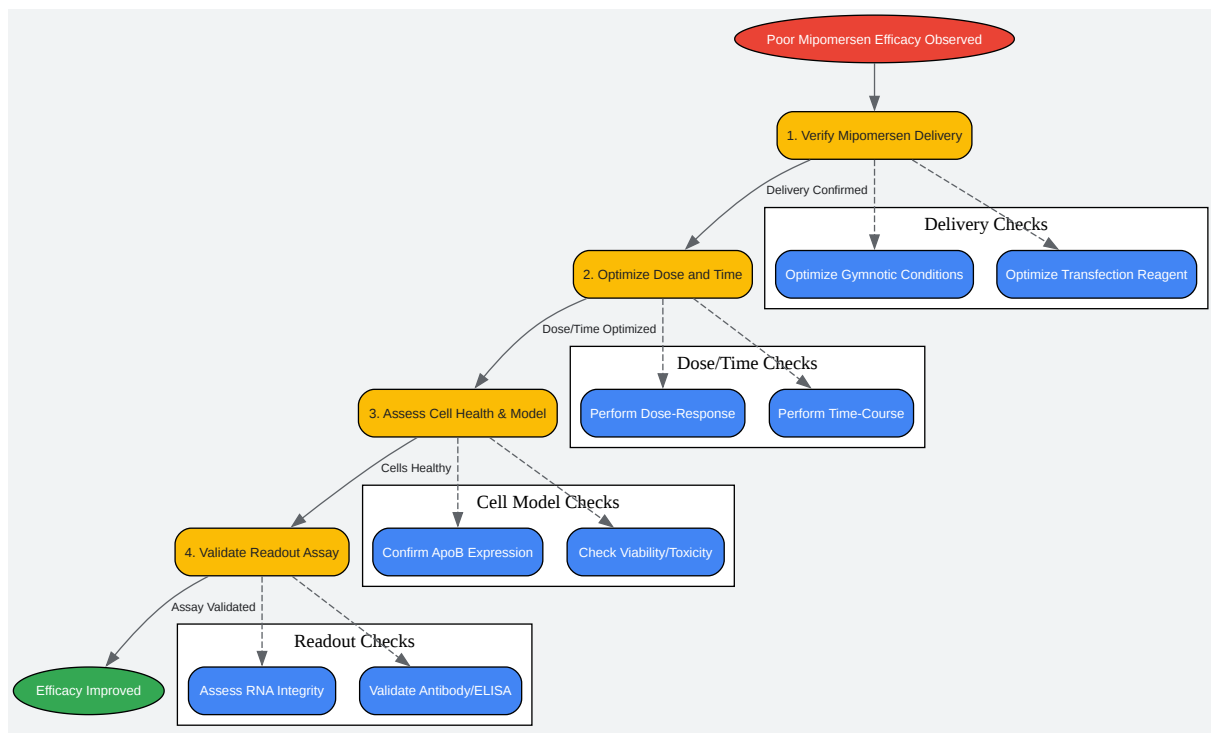 Poor Mipomersen Efficacy Observed
1. Verify Mipomersen Delivery
Delivery Confirmed
Delivery Checks
2. Optimize Dose and Time
Optimize Gymnotic Conditions
Optimize Transfection Reagent
Dose/Time Optimized
Dose/Time Checks
3. Assess Cell Health & Model
Perform Dose-Response
Perform Time-Course
Cells Healthy
Cell Model Checks
4. Validate Readout Assay
Confirm ApoB Expression
Check Viability/Toxicity
Assay Validated
Readout Checks
Efficacy Improved
Assess RNA Integrity
Validate Antibody/ELISA